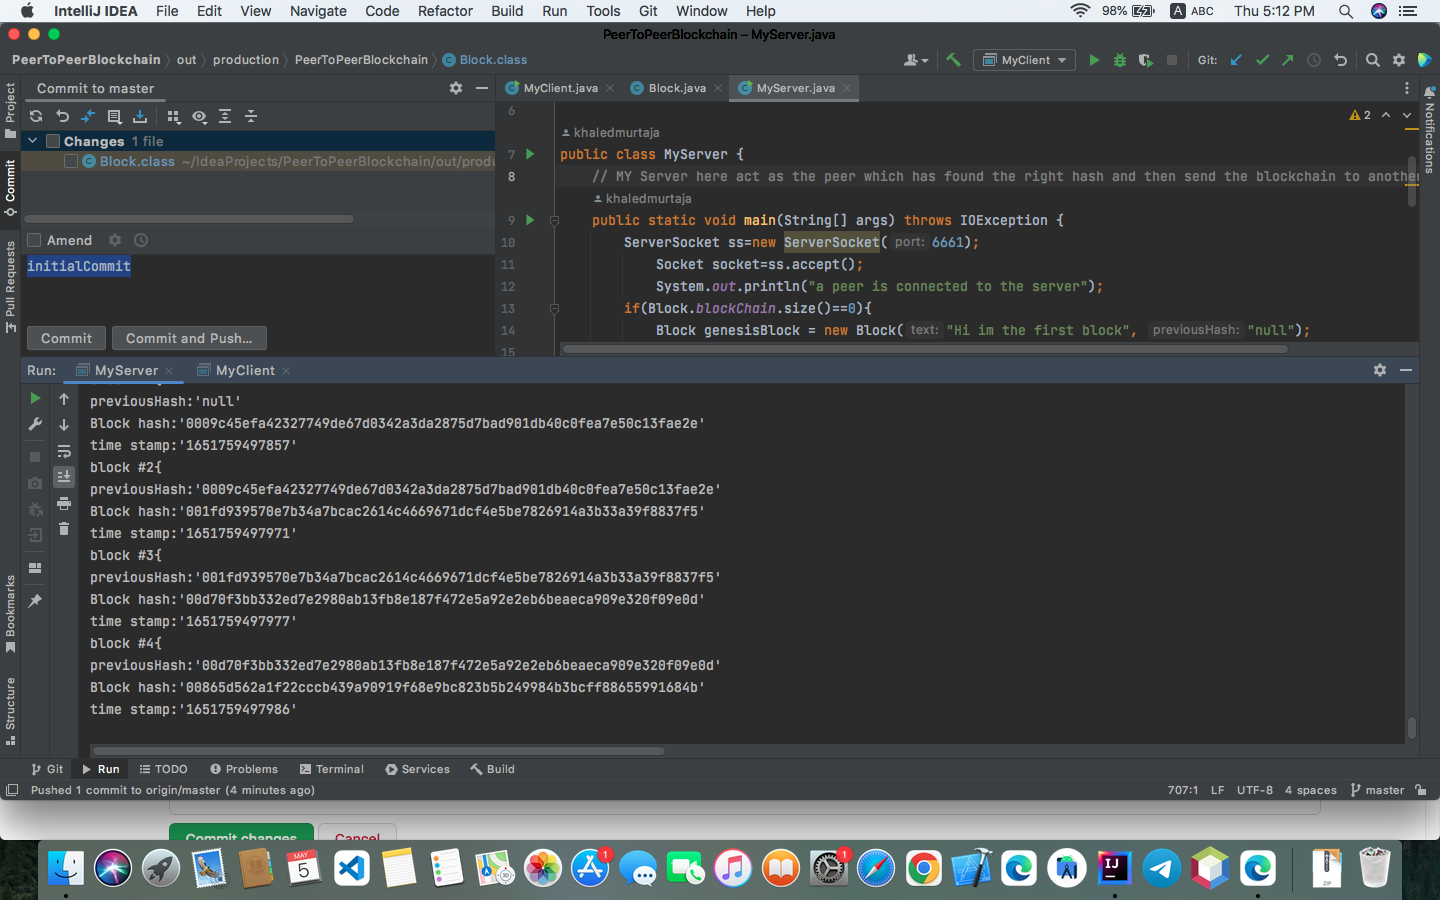 IntelliJ IDEA File Edit View Navigate Code Refactor Build Run Tools Git Window Help 98% A ABC Thu 5:12 PM
PeerToPeerBlockchain – MyServer.java
PeerToPeerBlockchain out production PeerToPeerBlockchain Block.class MyClient Git:
Project
Commit
Pull Requests
Bookmarks
Structure
Notifications
Commit to master
Changes 1 file
Block.class ~/IdeaProjects/PeerToPeerBlockchain/out/produ
Amend
initialCommit
Commit Commit and Push...
MyClient.java Block.java MyServer.java
6
2
khaledmurtaja
7 public class MyServer {
8 // MY Server here act as the peer which has found the right hash and then send the blockchain to anothe
khaledmurtaja
9 public static void main(String[] args) throws IOException {
10 ServerSocket ss=new ServerSocket( port: 6661);
11 Socket socket=ss.accept();
12 System.out.println("a peer is connected to the server");
13 if(Block.blockChain.size()==0){
14 Block genesisBlock = new Block( text: "Hi im the first block", previousHash: "null");
15
Run: MyServer MyClient
previousHash:'null'
Block hash:'0009c45efa42327749de67d0342a3da2875d7bad901db40c0fea7e50c13fae2e'
time stamp:'1651759497857'
block #2{
previousHash:'0009c45efa42327749de67d0342a3da2875d7bad901db40c0fea7e50c13fae2e'
Block hash:'001fd939570e7b34a7bcac2614c4669671dcf4e5be7826914a3b33a39f8837f5'
time stamp:'1651759497971'
block #3{
previousHash:'001fd939570e7b34a7bcac2614c4669671dcf4e5be7826914a3b33a39f8837f5'
Block hash:'00d70f3bb332ed7e2980ab13fb8e187f472e5a92e2eb6beaeca909e320f09e0d'
time stamp:'1651759497977'
block #4{
previousHash:'00d70f3bb332ed7e2980ab13fb8e187f472e5a92e2eb6beaeca909e320f09e0d'
Block hash:'00865d562a1f22cccb439a90919f68e9bc823b5b249984b3bcff88655991684b'
time stamp:'1651759497986'
Git Run TODO Problems Terminal Services Build
Pushed 1 commit to origin/master (4 minutes ago) 707:1 LF UTF-8 4 spaces master
Commit changes Cancel
MAY
5
1
1
IJ
ZIP